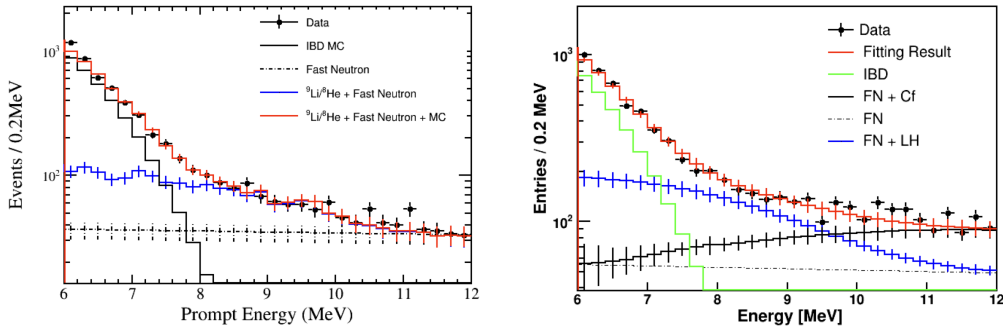 Events / 0.2MeV
10³
10²
Data
IBD MC
Fast Neutron
⁹Li/⁸He + Fast Neutron
⁹Li/⁸He + Fast Neutron + MC
6 7 8 9 10 11 12
Prompt Energy (MeV)
Entries / 0.2 MeV
10³
10²
Data
Fitting Result
IBD
FN + Cf
FN
FN + LH
6 7 8 9 10 11 12
Energy [MeV]